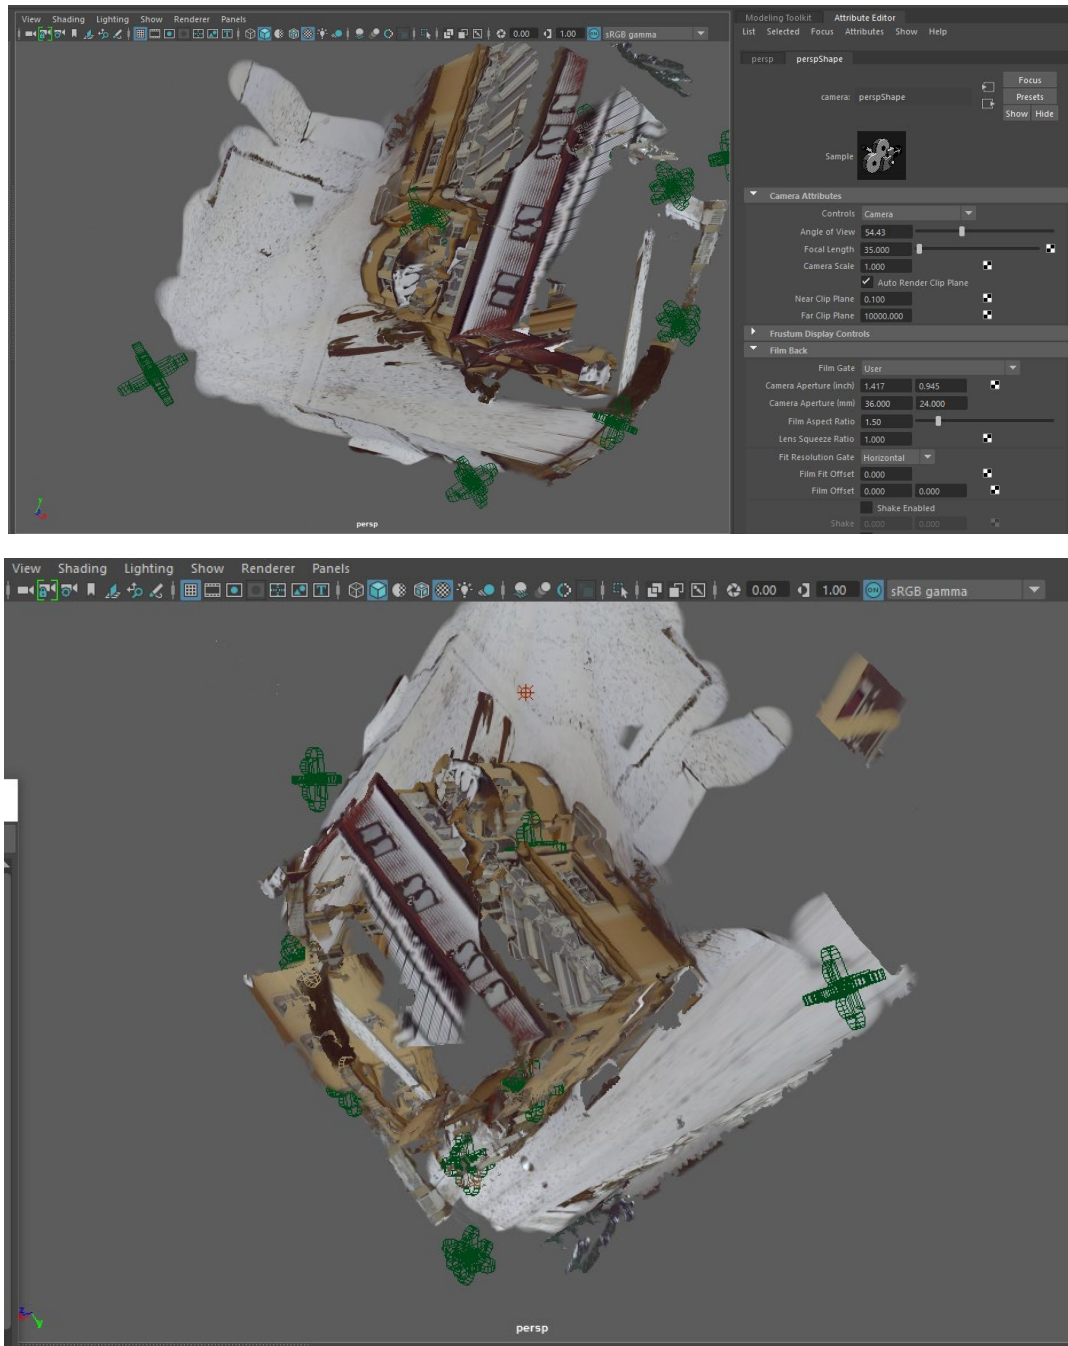 View Shading Lighting Show Renderer Panels
0.00 1.00 ON sRGB gamma
persp
Modeling Toolkit Attribute Editor
List Selected Focus Attributes Show Help
persp perspShape
camera: perspShape
Focus
Presets
Show Hide
Sample
Camera Attributes
Controls Camera
Angle of View 54.43
Focal Length 35.000
Camera Scale 1.000
Auto Render Clip Plane
Near Clip Plane 0.100
Far Clip Plane 10000.000
Frustum Display Controls
Film Back
Film Gate User
Camera Aperture (inch) 1.417 0.945
Camera Aperture (mm) 36.000 24.000
Film Aspect Ratio 1.50
Lens Squeeze Ratio 1.000
Fit Resolution Gate Horizontal
Film Fit Offset 0.000
Film Offset 0.000 0.000
Shake Enabled
Shake 0.000 0.000
View Shading Lighting Show Renderer Panels
0.00 1.00 ON sRGB gamma
persp